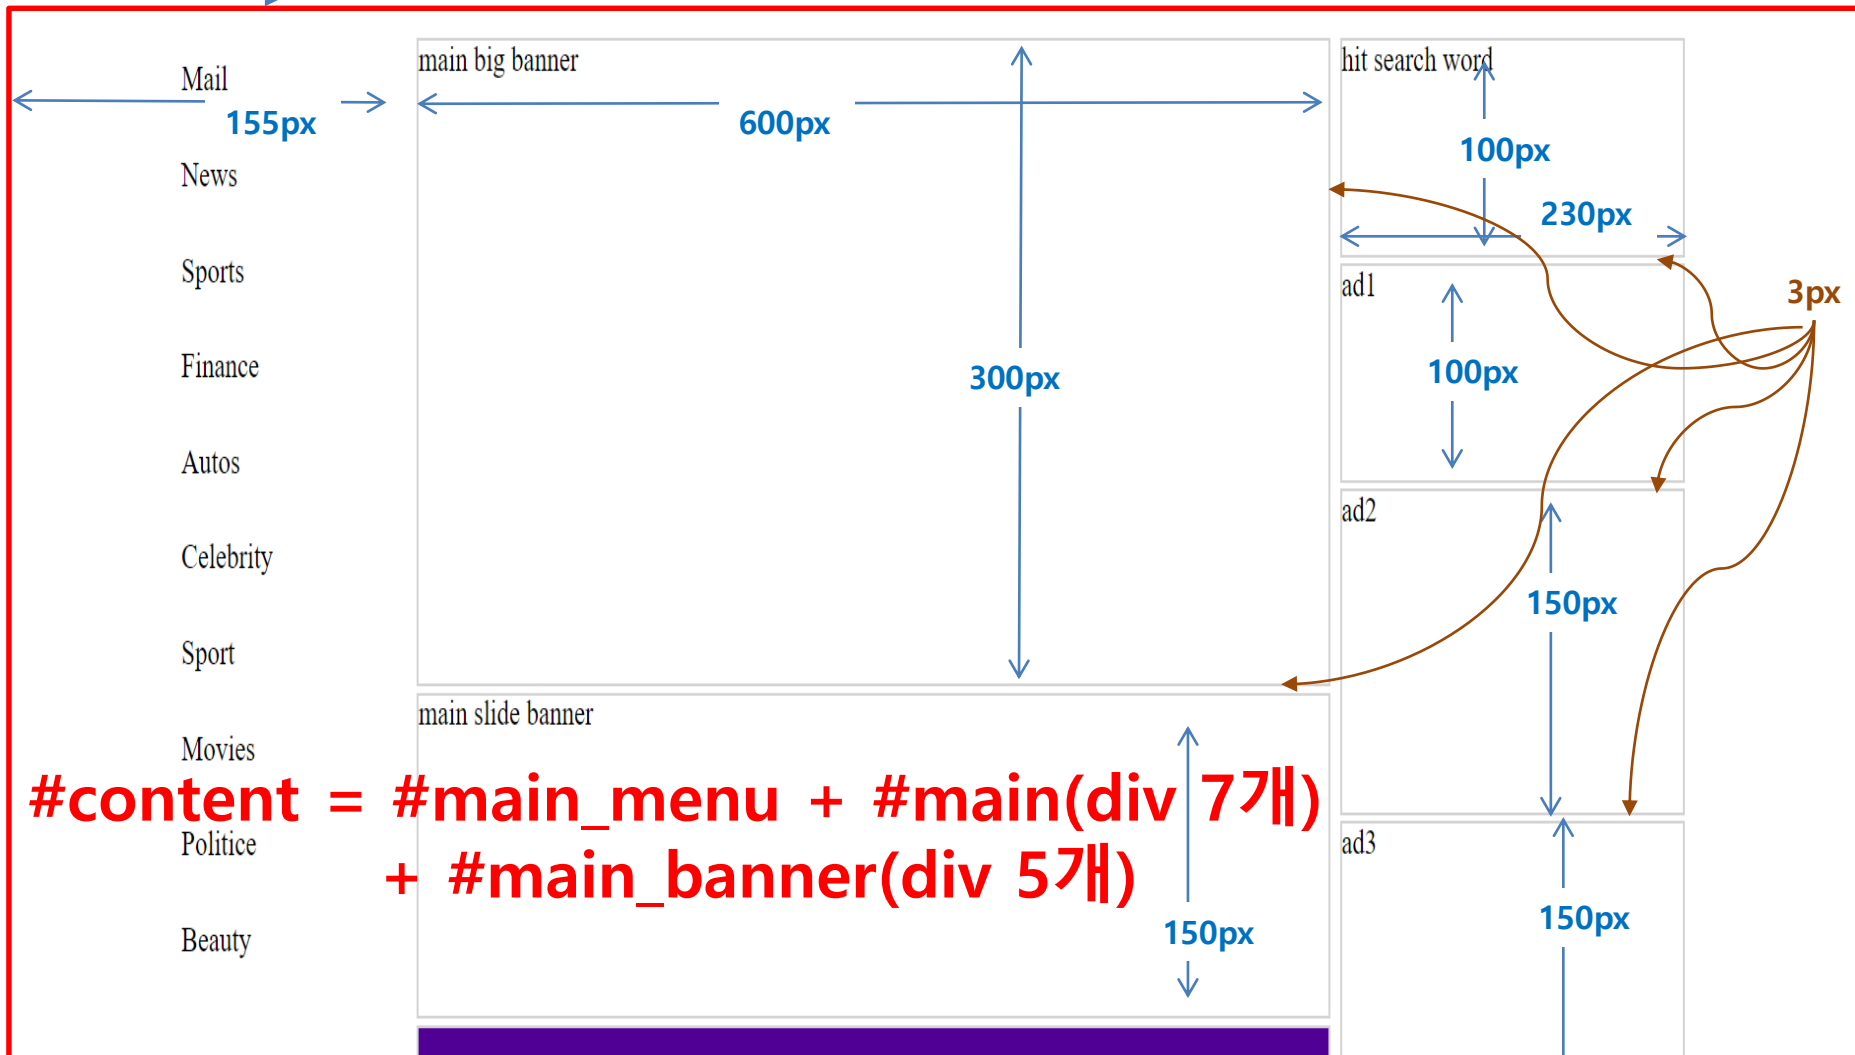 main big banner
hit search word
Mail
155px
600px
100px
News
230px
Sports
ad1
3px
Finance
300px
100px
Autos
ad2
Celebrity
150px
Sport
main slide banner
Movies
#content = #main_menu + #main(div 7개)
Politice
ad3
+ #main_banner(div 5개)
150px
150px
Beauty